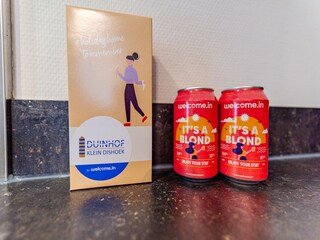 DUINHOF
KLEIN DISHOEK
welcome.in
welcome.in
IT'S A
BLOND
ENJOY YOUR STAY
welcome.in
IT'S A
BLOND
ENJOY YOUR STAY